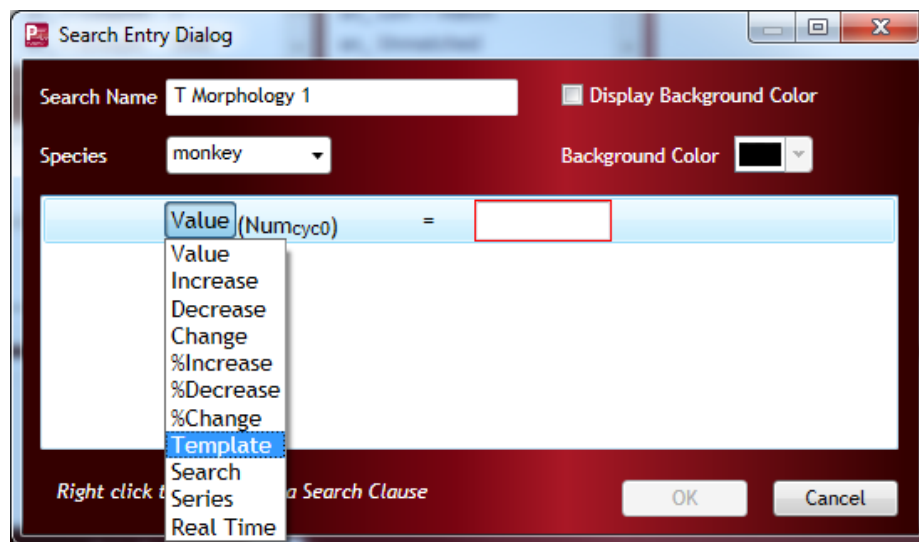 Search Entry Dialog
Search Name T Morphology 1 Display Background Color
Species monkey Background Color
Value (Numcyc0) =
Value
Increase
Decrease
Change
%Increase
%Decrease
%Change
Template
Search
Series
Real Time
Right click t a Search Clause
OK Cancel